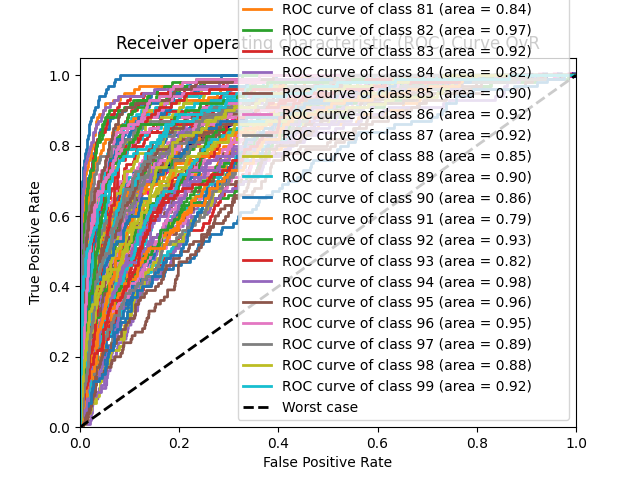 ROC curve of class 81 (area = 0.84)
ROC curve of class 82 (area = 0.97)
Receiver operating characteristic (ROC) Curve OvR
ROC curve of class 83 (area = 0.92)
ROC curve of class 84 (area = 0.82)
ROC curve of class 85 (area = 0.90)
ROC curve of class 86 (area = 0.92)
ROC curve of class 87 (area = 0.92)
ROC curve of class 88 (area = 0.85)
ROC curve of class 89 (area = 0.90)
ROC curve of class 90 (area = 0.86)
ROC curve of class 91 (area = 0.79)
ROC curve of class 92 (area = 0.93)
ROC curve of class 93 (area = 0.82)
ROC curve of class 94 (area = 0.98)
ROC curve of class 95 (area = 0.96)
ROC curve of class 96 (area = 0.95)
ROC curve of class 97 (area = 0.89)
ROC curve of class 98 (area = 0.88)
ROC curve of class 99 (area = 0.92)
Worst case
True Positive Rate
1.0
0.8
0.6
0.4
0.2
0.0
0.0 0.2 0.4 0.6 0.8 1.0
False Positive Rate